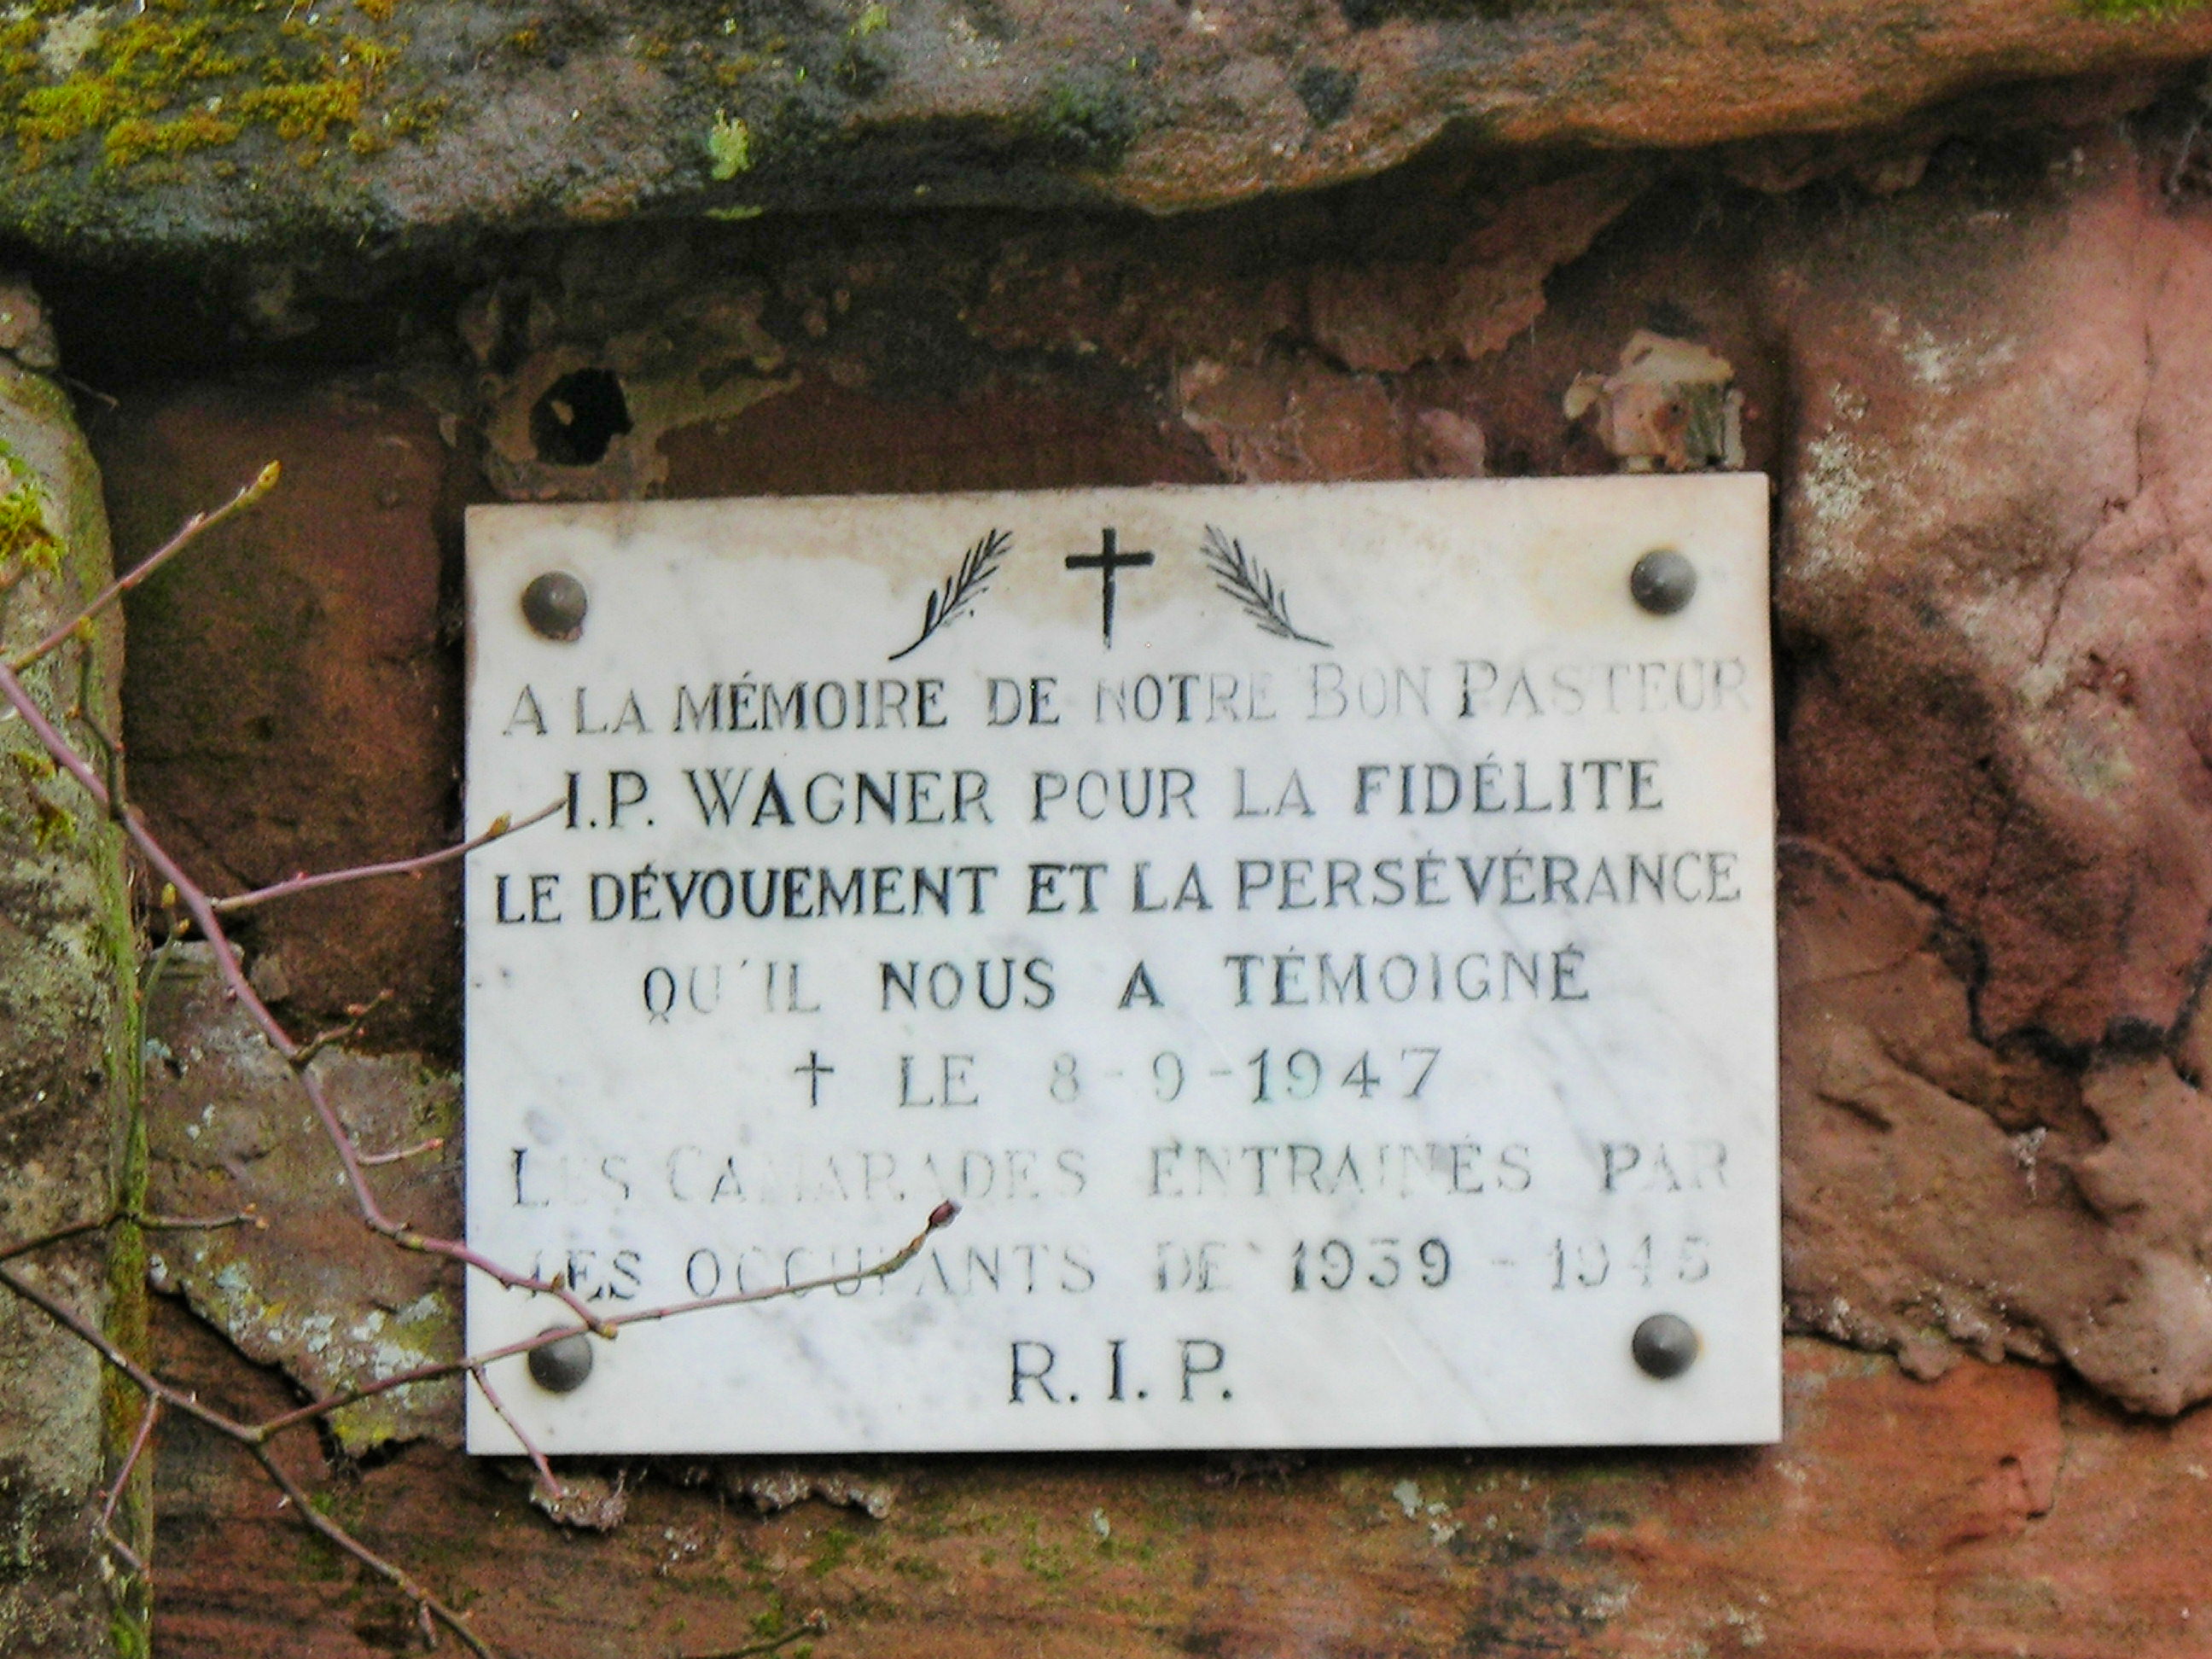 A LA MÉMOIRE DE NOTRE BON PASTEUR
I.P. WAGNER POUR LA FIDÉLITE
LE DÉVOUEMENT ET LA PERSÉVÉRANCE
QU'IL NOUS A TÉMOIGNÉ
† LE 8-9-1947
LES CAMARADES ENTRAINÉS PAR
LES OCCUPANTS DE 1939-1945
R.I.P.